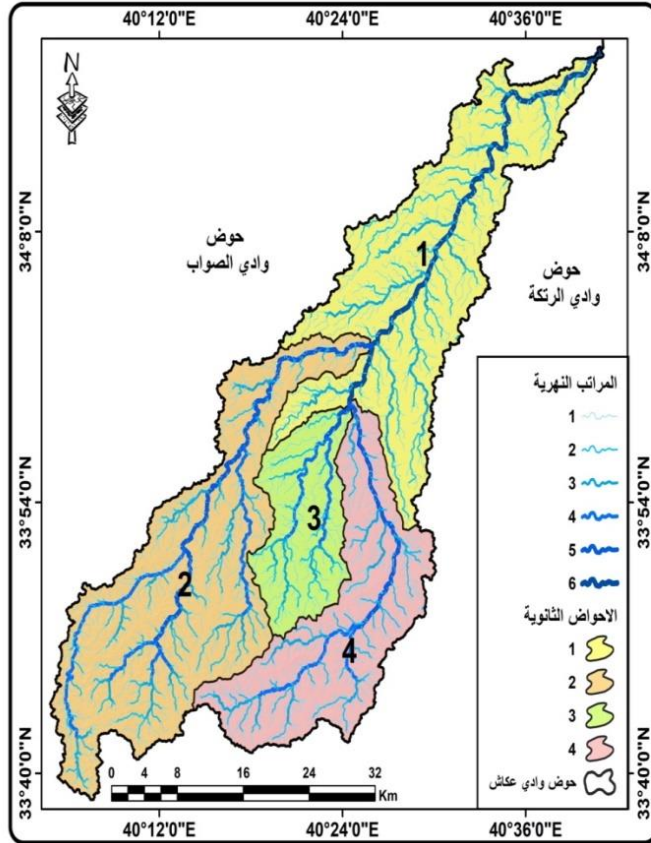 40°12'0"E 40°24'0"E 40°36'0"E
N
34°8'0"N
34°8'0"N
حوض
وادي الصواب
1
حوض
وادي الرتكة
المراتب النهرية
1
2
3
4
5
6
الاحواض الثانوية
1
2
3
4
حوض وادي عكاش
33°54'0"N
33°54'0"N
3
2
4
33°40'0"N
33°40'0"N
0 4 8 16 24 32
Km
40°12'0"E 40°24'0"E 40°36'0"E